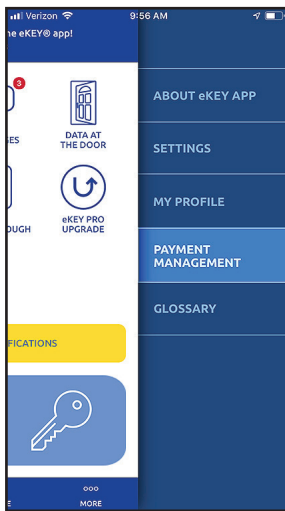 Verizon 9:56 AM
he eKEY® app!
3
ES
DATA AT
THE DOOR
OUGH
eKEY PRO
UPGRADE
FICATIONS
E
MORE
ABOUT eKEY APP
SETTINGS
MY PROFILE
PAYMENT
MANAGEMENT
GLOSSARY